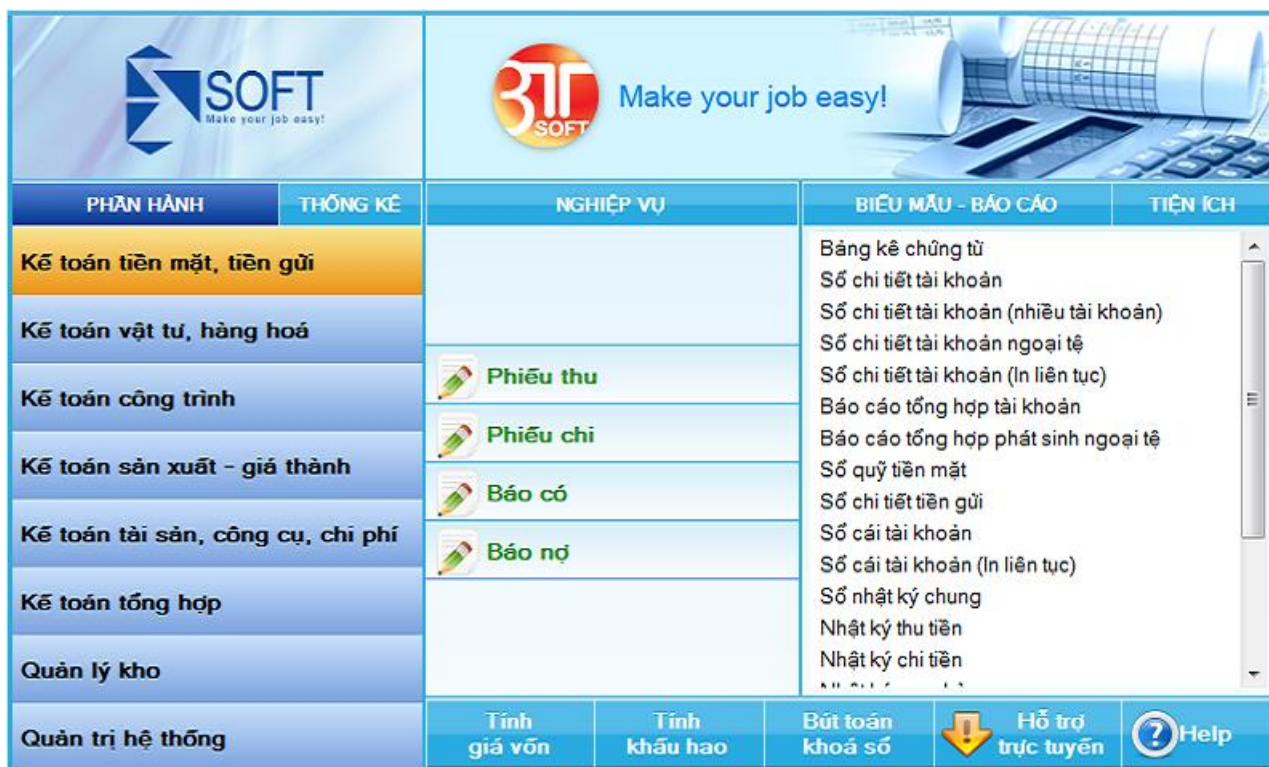 SOFT
Make your job easy!
3TSOFT
Make your job easy!
PHÂN HÀNH
THỐNG KÊ
NGHIỆP VỤ
BIỂU MẪU - BÁO CÁO
TIỆN ÍCH
Kế toán tiền mặt, tiền gửi
Kế toán vật tư, hàng hoá
Kế toán công trình
Kế toán sản xuất - giá thành
Kế toán tài sản, công cụ, chi phí
Kế toán tổng hợp
Quản lý kho
Quản trị hệ thống
Phiếu thu
Phiếu chi
Báo có
Báo nợ
Bảng kê chứng từ
Sổ chi tiết tài khoản
Sổ chi tiết tài khoản (nhiều tài khoản)
Sổ chi tiết tài khoản ngoại tệ
Sổ chi tiết tài khoản (In liên tục)
Báo cáo tổng hợp tài khoản
Báo cáo tổng hợp phát sinh ngoại tệ
Sổ quỹ tiền mặt
Sổ chi tiết tiền gửi
Sổ cái tài khoản
Sổ cái tài khoản (In liên tục)
Sổ nhật ký chung
Nhật ký thu tiền
Nhật ký chi tiền
Tính
giá vốn
Tính
khấu hao
Bút toán
khoá sổ
Hỗ trợ
trực tuyến
Help